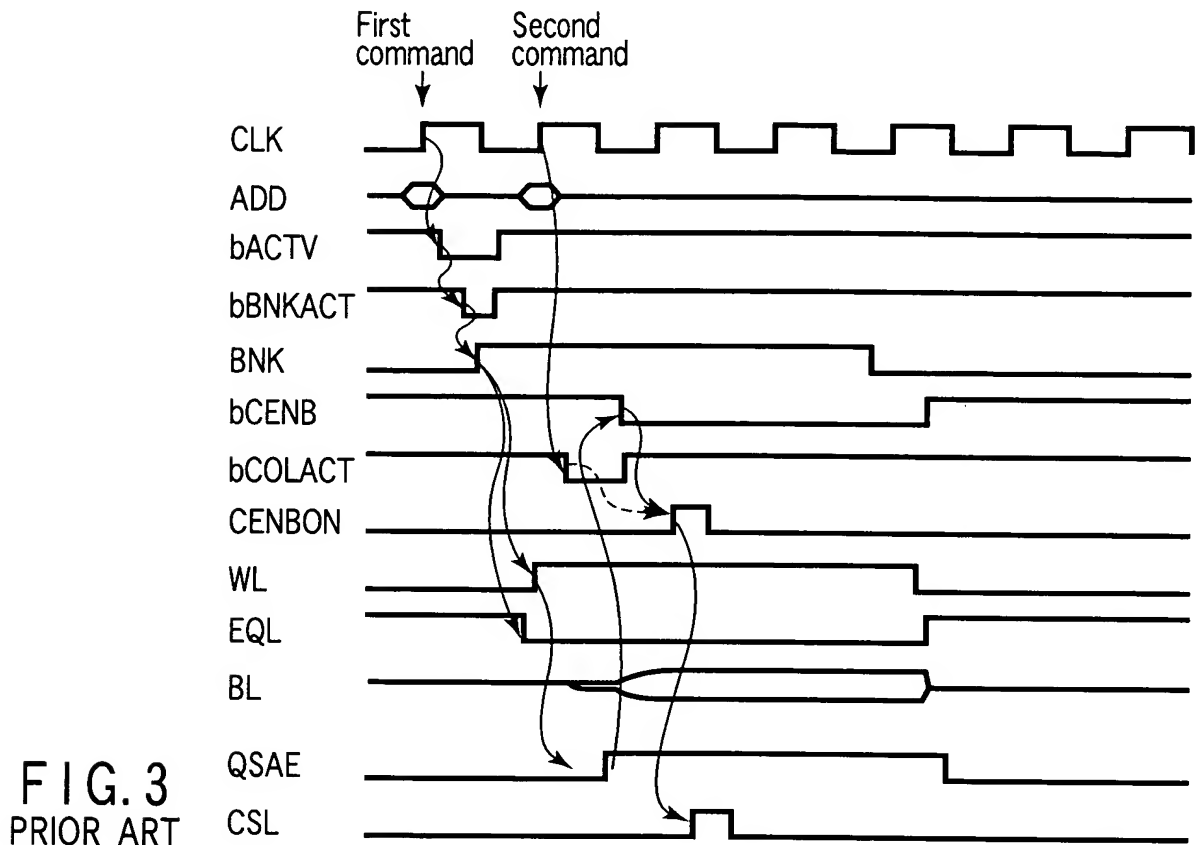 First
command
Second
command
CLK
ADD
bACTV
bBNKACT
BNK
bCENB
bCOLACT
CENBON
WL
EQL
BL
QSAE
CSL
FIG. 3
PRIOR ART